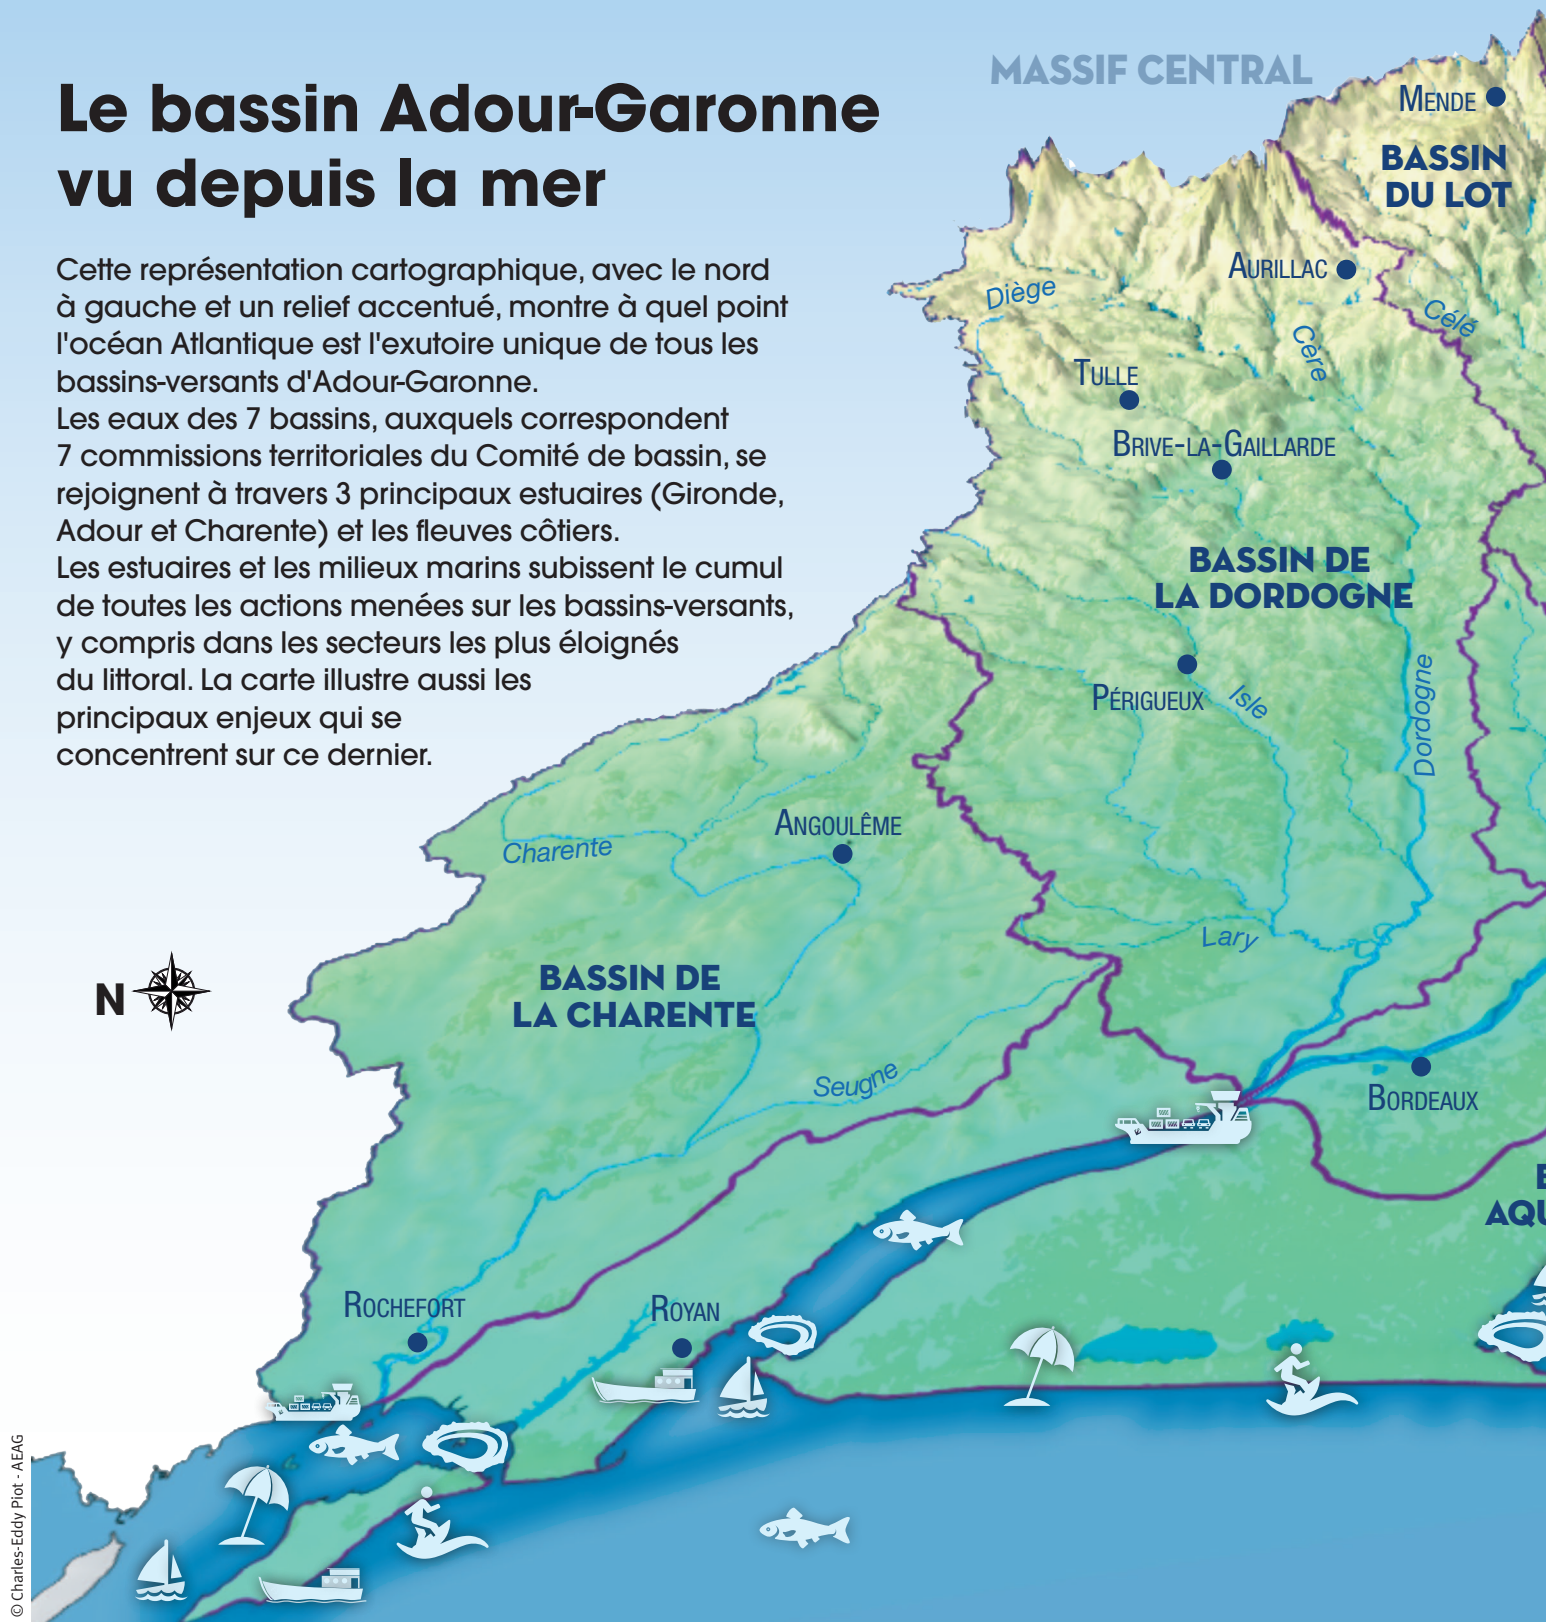 Le bassin Adour-Garonne
vu depuis la mer
Cette représentation cartographique, avec le nord
à gauche et un relief accentué, montre à quel point
l'océan Atlantique est l'exutoire unique de tous les
bassins-versants d'Adour-Garonne.
Les eaux des 7 bassins, auxquels correspondent
7 commissions territoriales du Comité de bassin, se
rejoignent à travers 3 principaux estuaires (Gironde,
Adour et Charente) et les fleuves côtiers.
Les estuaires et les milieux marins subissent le cumul
de toutes les actions menées sur les bassins-versants,
y compris dans les secteurs les plus éloignés
du littoral. La carte illustre aussi les
principaux enjeux qui se
concentrent sur ce dernier.
MASSIF CENTRAL
MENDE
BASSIN
DU LOT
AURILLAC
Diège
Célé
Cère
TULLE
BRIVE-LA-GAILLARDE
BASSIN DE
LA DORDOGNE
Dordogne
PÉRIGUEUX
Isle
ANGOULÊME
Charente
Lary
N
BASSIN DE
LA CHARENTE
Seugne
BORDEAUX
AQU
ROCHEFORT
ROYAN
© Charles-Eddy Piot - AEAG